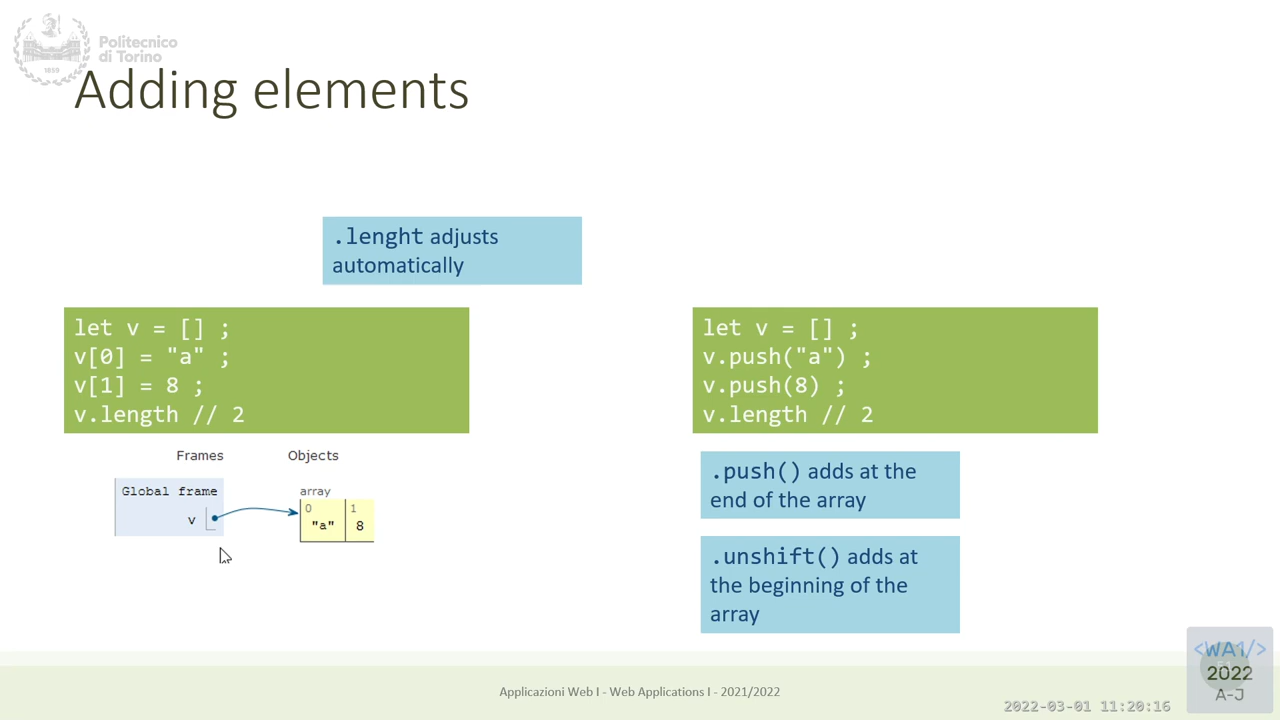 Politecnico
di Torino
1859
Adding elements
.lenght adjusts
automatically
let v = [] ;
v[0] = "a" ;
v[1] = 8 ;
v.length // 2
let v = [] ;
v.push("a") ;
v.push(8) ;
v.length // 2
Frames
Objects
Global frame
v
array
0
1
"a"
8
.push() adds at the
end of the array
.unshift() adds at
the beginning of the
array
Applicazioni Web I - Web Applications I - 2021/2022
2022-03-01 11:20:16
<WA1/>
2022
A-J